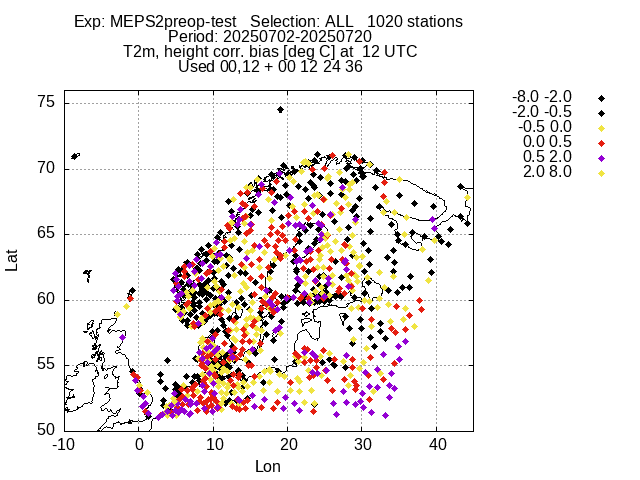 Exp: MEPS2preop-test   Selection: ALL   1020 stations
Period: 20250702-20250720
T2m, height corr. bias [deg C] at  12 UTC
Used 00,12 + 00 12 24 36
-8.0 -2.0
-2.0 -0.5
-0.5 0.0
0.0 0.5
0.5 2.0
2.0 8.0
75
70
65
60
55
50
Lat
-10 0 10 20 30 40
Lon